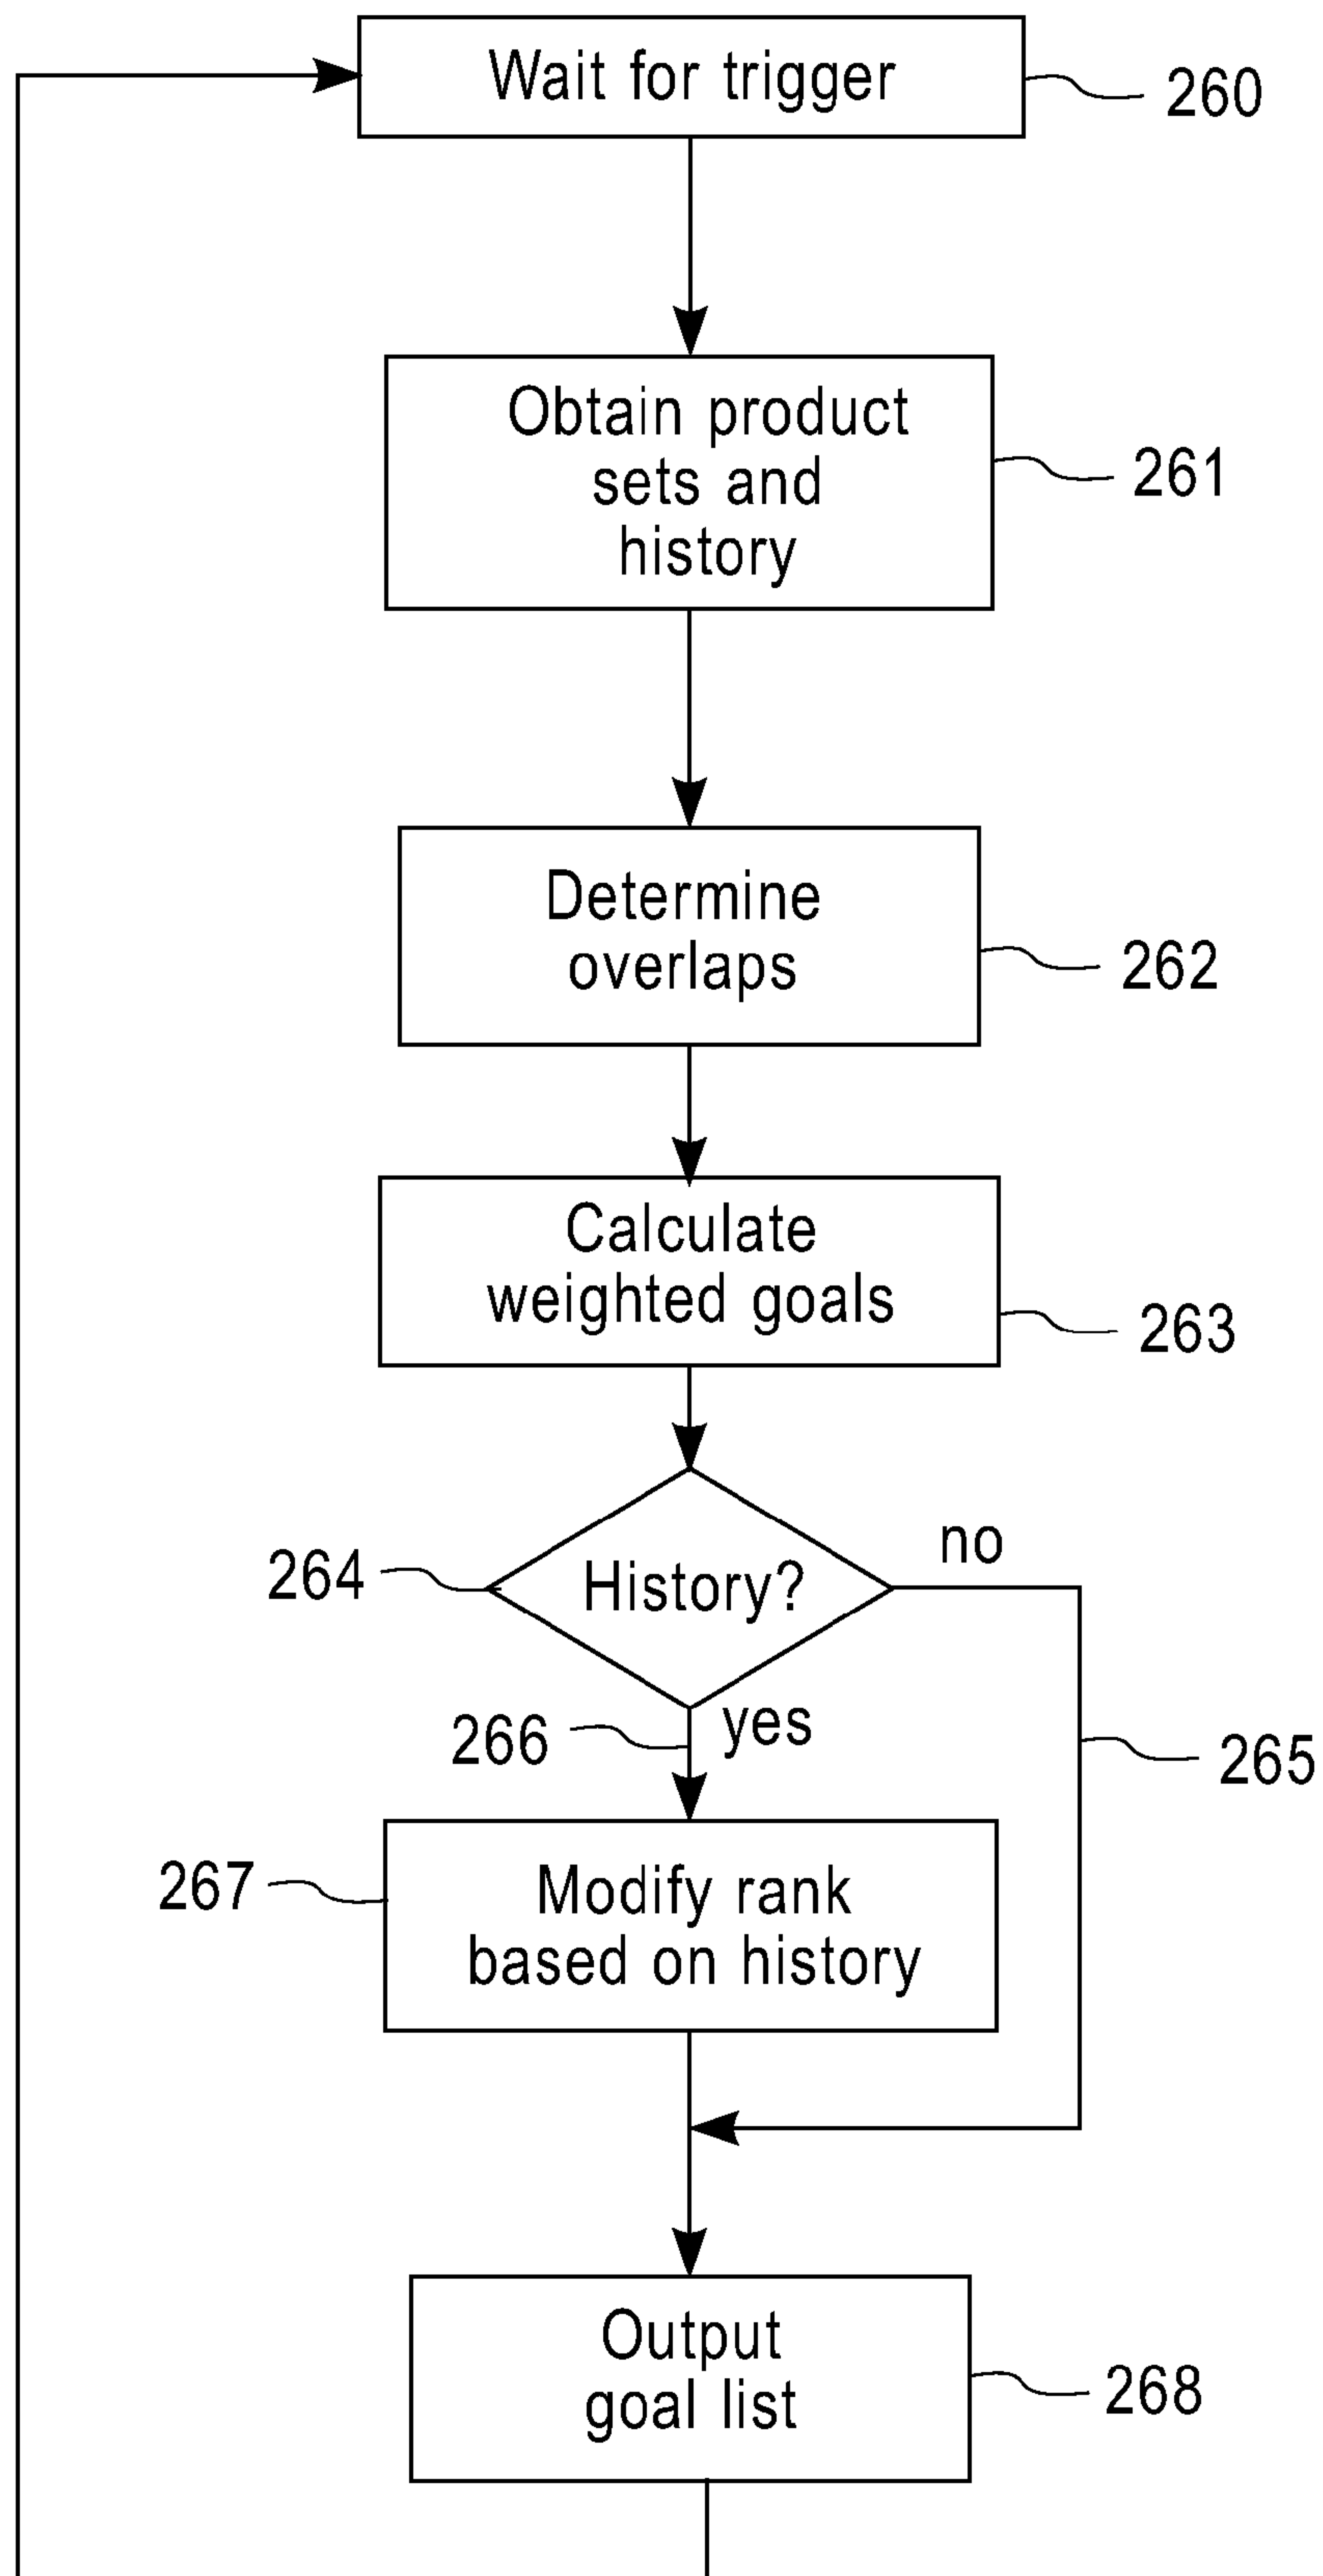 Wait for trigger
260
Obtain product
sets and
history
261
Determine
overlaps
262
Calculate
weighted goals
263
264
History?
no
266
yes
265
267
Modify rank
based on history
Output
goal list
268